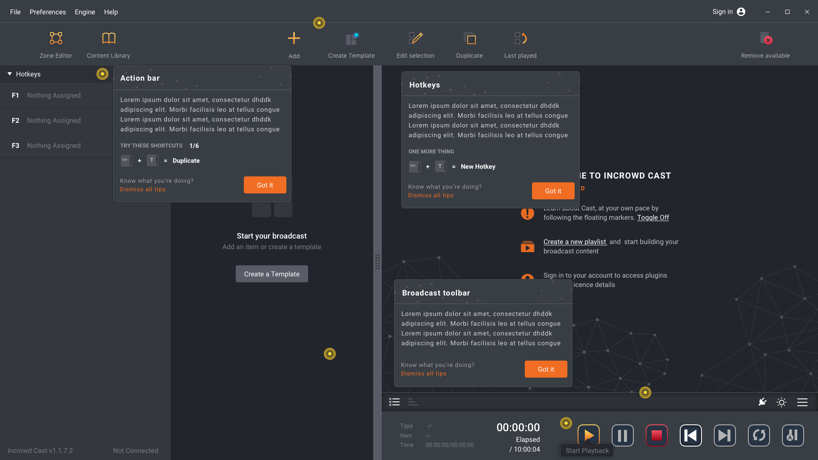 File Preferences Engine Help
Sign in
Zone Editor Content Library Add Create Template Edit selection Duplicate Last played Remove available
Hotkeys
F1 Nothing Assigned
F2 Nothing Assigned
F3 Nothing Assigned
Action bar
Lorem ipsum dolor sit amet, consectetur dhddk
adipiscing elit. Morbi facilisis leo at tellus congue
Lorem ipsum dolor sit amet, consectetur dhddk
adipiscing elit. Morbi facilisis leo at tellus congue
TRY THESE SHORTCUTS 1/6
+ T = Duplicate
Know what you're doing?
Dismiss all tips
Got it
Start your broadcast
Add an item or create a template
Create a Template
Hotkeys
Lorem ipsum dolor sit amet, consectetur dhddk
adipiscing elit. Morbi facilisis leo at tellus congue
Lorem ipsum dolor sit amet, consectetur dhddk
adipiscing elit. Morbi facilisis leo at tellus congue
ONE MORE THING
+ T = New Hotkey
Know what you're doing?
Dismiss all tips
Got it
E TO INCROWD CAST
D
Learn about Cast, at your own pace by
following the floating markers. Toggle Off
Create a new playlist and start building your
broadcast content
Sign in to your account to access plugins
icence details
Broadcast toolbar
Lorem ipsum dolor sit amet, consectetur dhddk
adipiscing elit. Morbi facilisis leo at tellus congue
Lorem ipsum dolor sit amet, consectetur dhddk
adipiscing elit. Morbi facilisis leo at tellus congue
Know what you're doing?
Dismiss all tips
Got it
Type -/-
Item -/-
Time 00:00:00/00:00:00
00:00:00
Elapsed
/ 10:00:04
Start Playback
Incrowd Cast v1.1.7.2 Not Connected